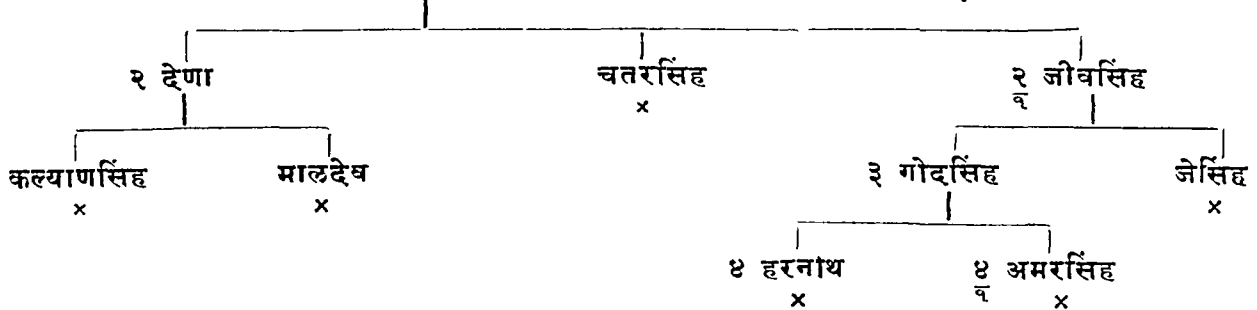 २ देणा चतरसिंह २/१ जीवसिंह
× 
कल्याणसिंह मालदेव ३ गोदसिंह जेसिंह
× × ×
४ हरनाथ ४/१ अमरसिंह
× ×